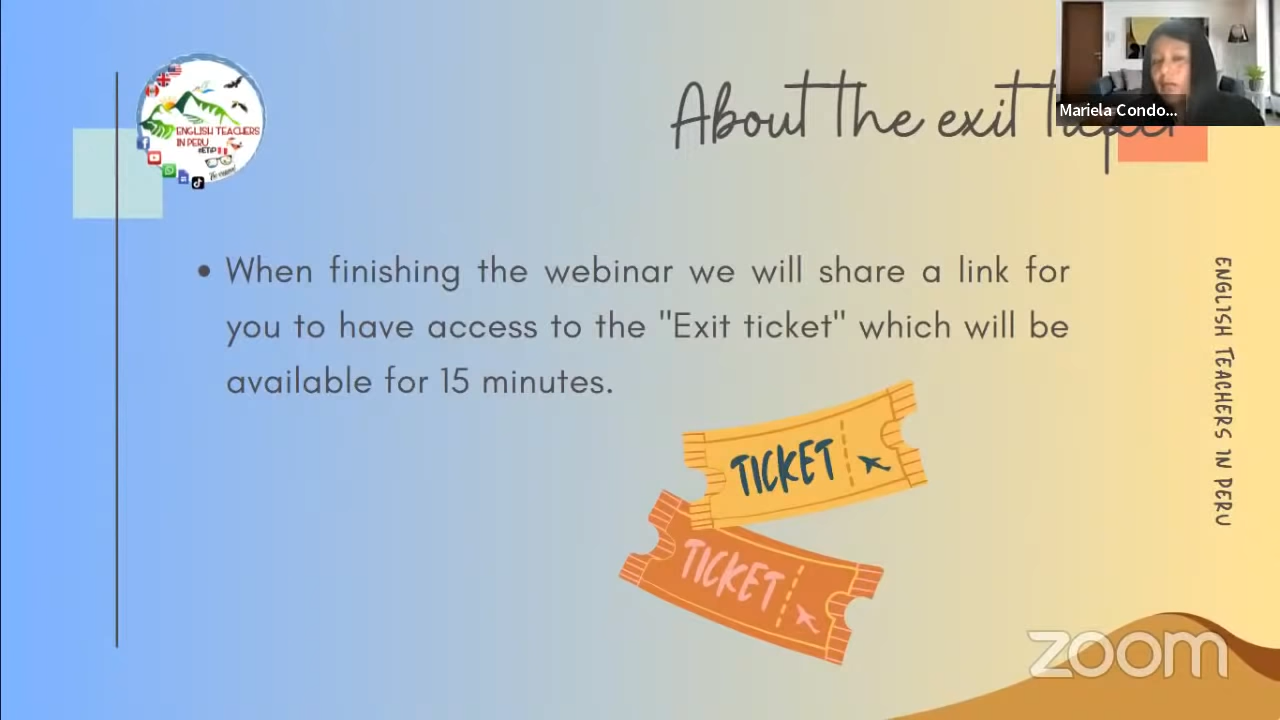 About the exit ticket
Mariela Condo...
ENGLISH TEACHERS
IN PERU
#ETiP
When finishing the webinar we will share a link for
you to have access to the "Exit ticket" which will be
available for 15 minutes.
ENGLISH TEACHERS IN PERU
TICKET
TICKET
zoom